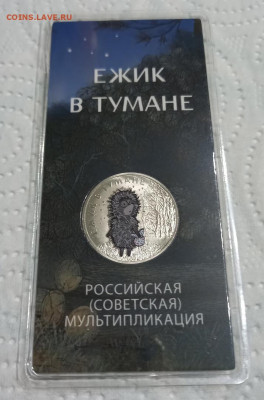 COINS.LAVE.RU
ЕЖИК
В ТУМАНЕ
РОССИЙСКАЯ
(СОВЕТСКАЯ)
МУЛЬТИПЛИКАЦИЯ